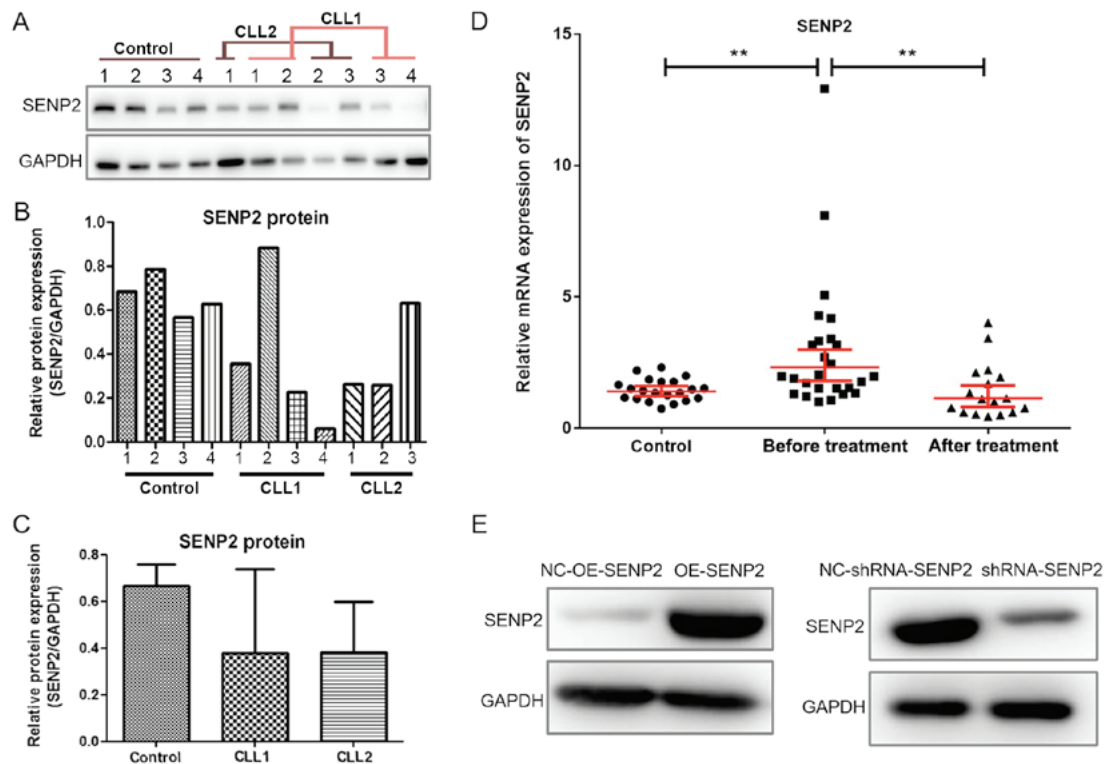 A
CLL1
CLL2
Control
1 2 3 4 1 1 2 2 3 3 4
SENP2
GAPDH
B
SENP2 protein
Relative protein expression
(SENP2/GAPDH)
1.0
0.8
0.6
0.4
0.2
0.0
1 2 3 4 1 2 3 4 1 2 3
Control CLL1 CLL2
C
SENP2 protein
Relative protein expression
(SENP2/GAPDH)
0.8
0.6
0.4
0.2
0.0
Control CLL1 CLL2
D
SENP2
Relative mRNA expression of SENP2
15
10
5
0
** **
Control Before treatment After treatment
E
NC-OE-SENP2 OE-SENP2
SENP2
GAPDH
NC-shRNA-SENP2 shRNA-SENP2
SENP2
GAPDH